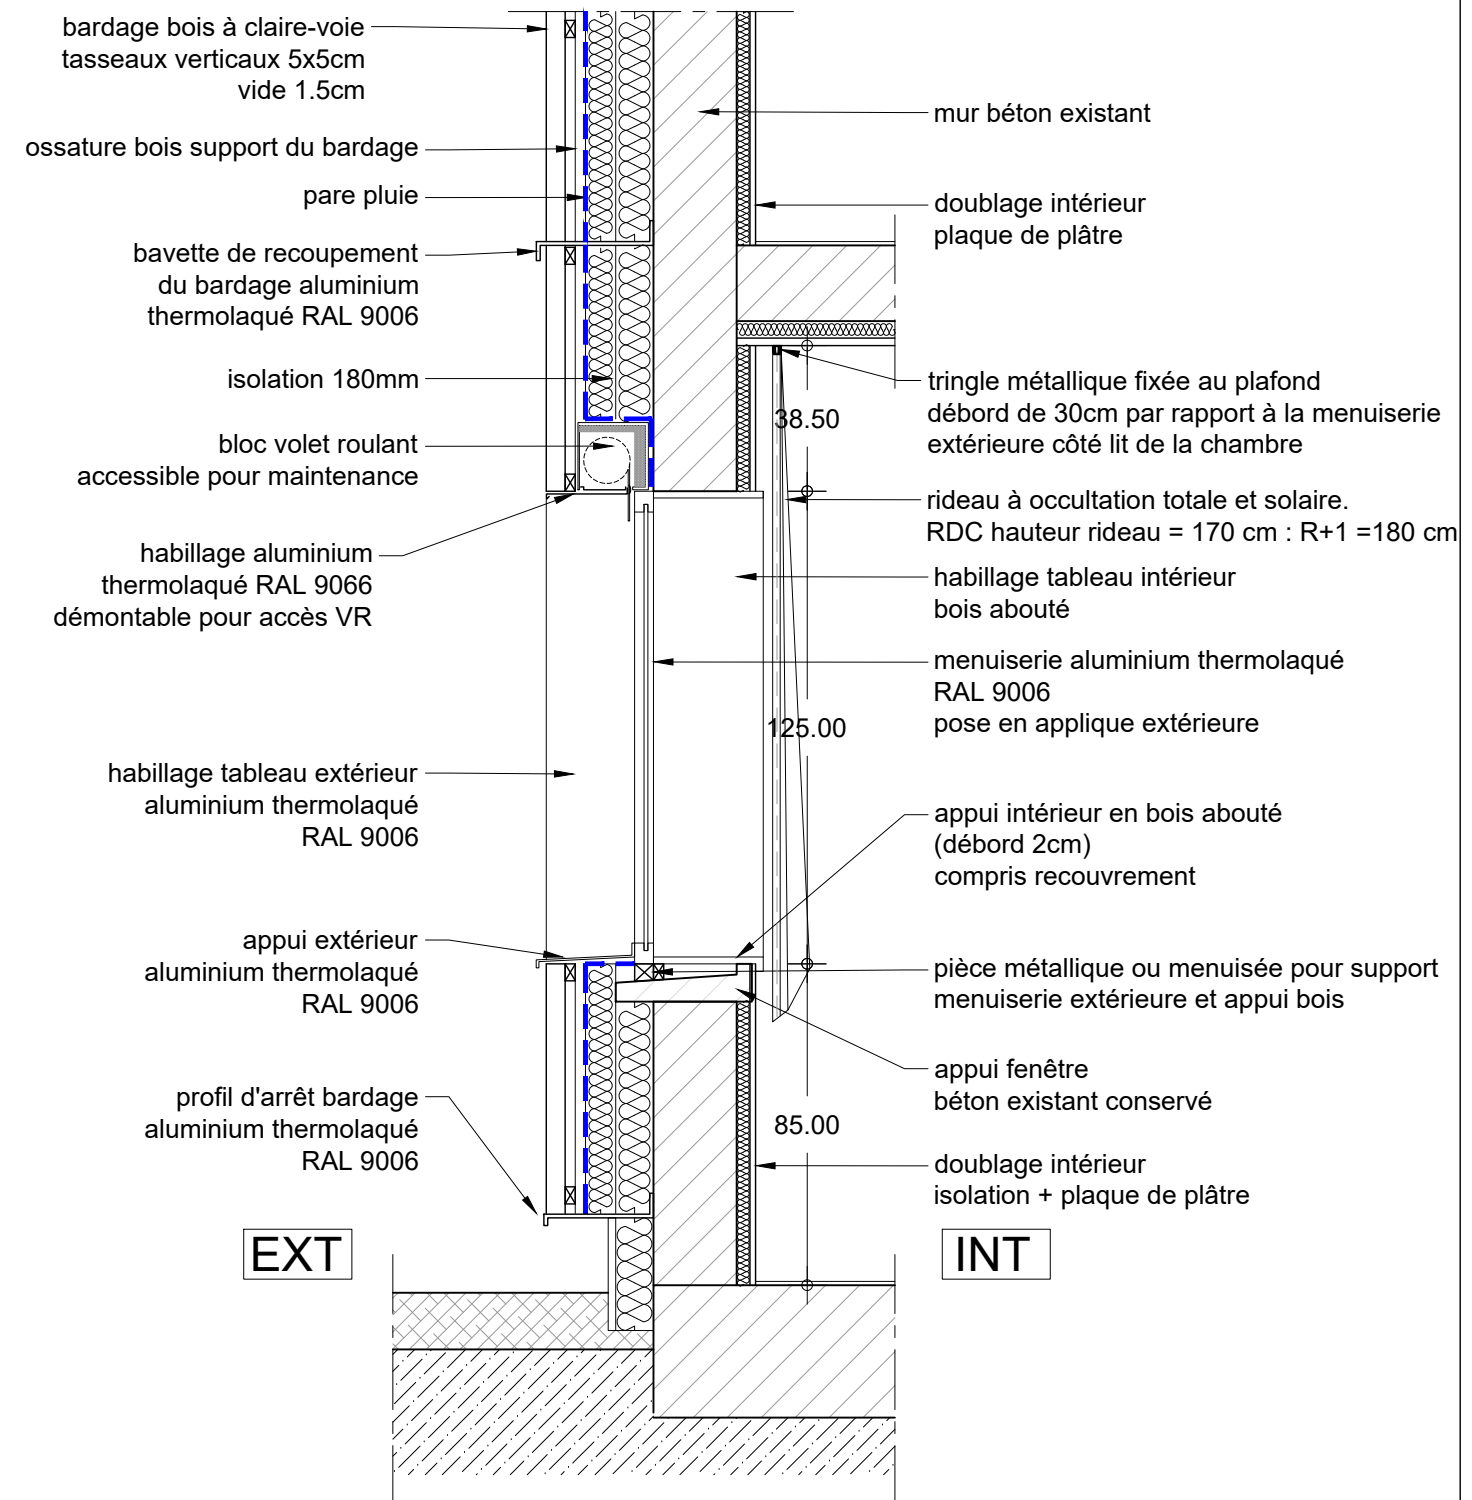 bardage bois à claire-voie
tasseaux verticaux 5x5cm
vide 1.5cm
ossature bois support du bardage
pare pluie
bavette de recoupement
du bardage aluminium
thermolaqué RAL 9006
isolation 180mm
bloc volet roulant
accessible pour maintenance
habillage aluminium
thermolaqué RAL 9066
démontable pour accès VR
habillage tableau extérieur
aluminium thermolaqué
RAL 9006
appui extérieur
aluminium thermolaqué
RAL 9006
profil d'arrêt bardage
aluminium thermolaqué
RAL 9006
EXT
mur béton existant
doublage intérieur
plaque de plâtre
tringle métallique fixée au plafond
débord de 30cm par rapport à la menuiserie
extérieure côté lit de la chambre
38.50
rideau à occultation totale et solaire.
RDC hauteur rideau = 170 cm : R+1 =180 cm
habillage tableau intérieur
bois abouté
menuiserie aluminium thermolaqué
RAL 9006
pose en applique extérieure
125.00
appui intérieur en bois abouté
(débord 2cm)
compris recouvrement
pièce métallique ou menuisée pour support
menuiserie extérieure et appui bois
appui fenêtre
béton existant conservé
85.00
doublage intérieur
isolation + plaque de plâtre
INT